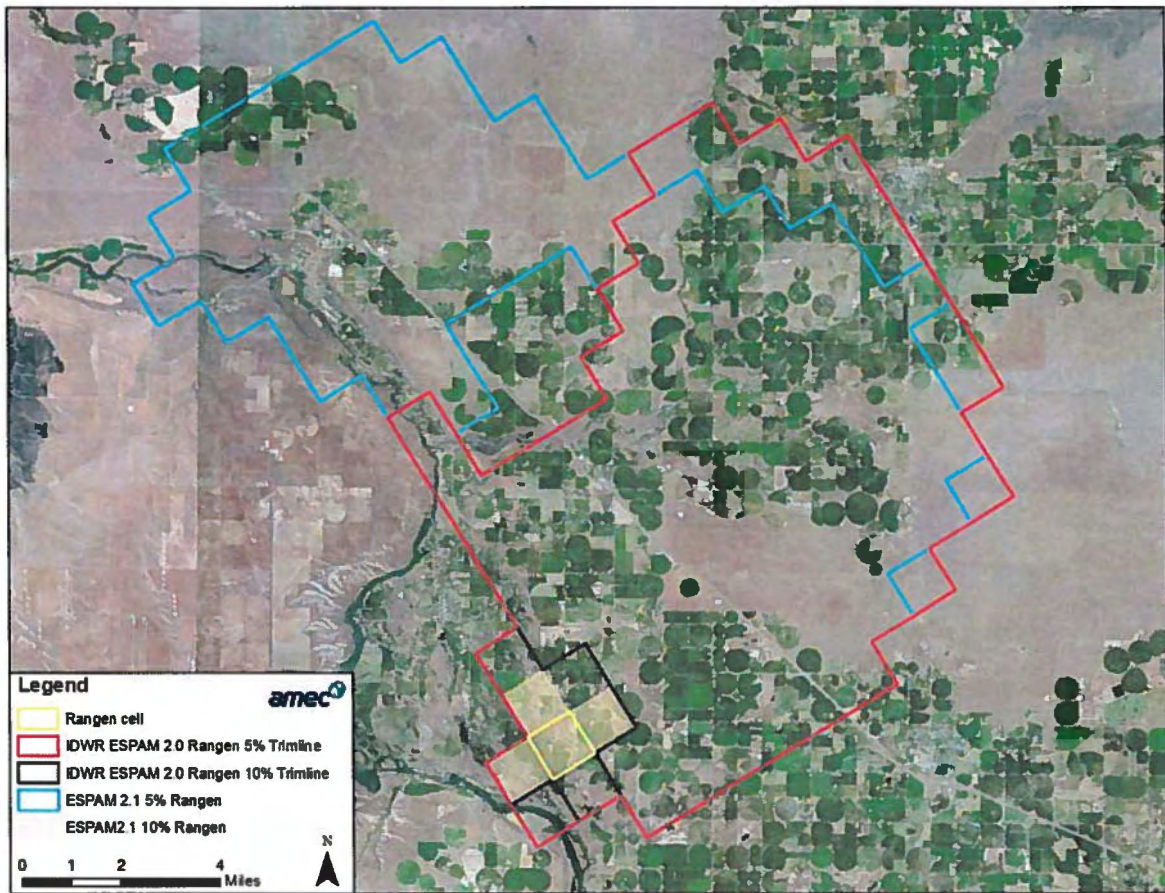 Legend
amec
Rangen cell
IDWR ESPAM 2.0 Rangen 5% Trimline
IDWR ESPAM 2.0 Rangen 10% Trimline
ESPAM 2.1 5% Rangen
ESPAM2.1 10% Rangen
N
0 2 4
Miles